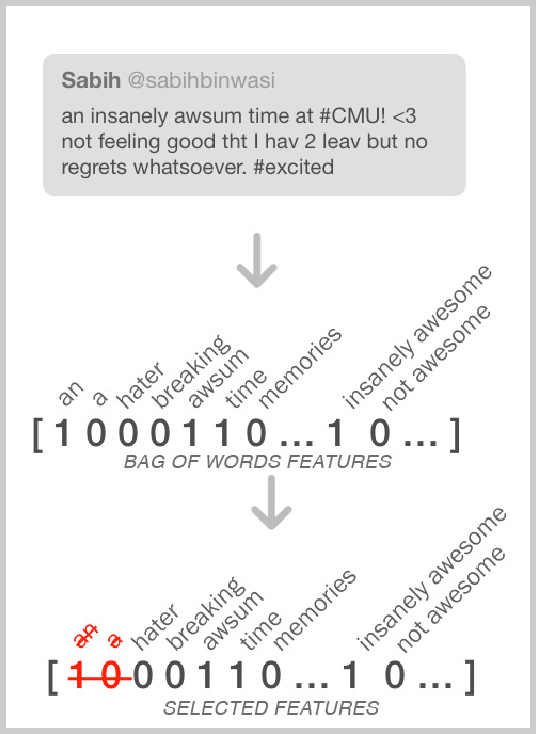 Sabih @sabihbinwasi
an insanely awsum time at #CMU! <3
not feeling good tht I hav 2 leav but no
regrets whatsoever. #excited
an a hater breaking awsum time memories insanely awesome not awesome
[ 1 0 0 0 1 1 0 ... 1 0 ... ]
BAG OF WORDS FEATURES
an a hater breaking awsum time memories insanely awesome not awesome
[ 1 0 0 0 1 1 0 ... 1 0 ... ]
SELECTED FEATURES